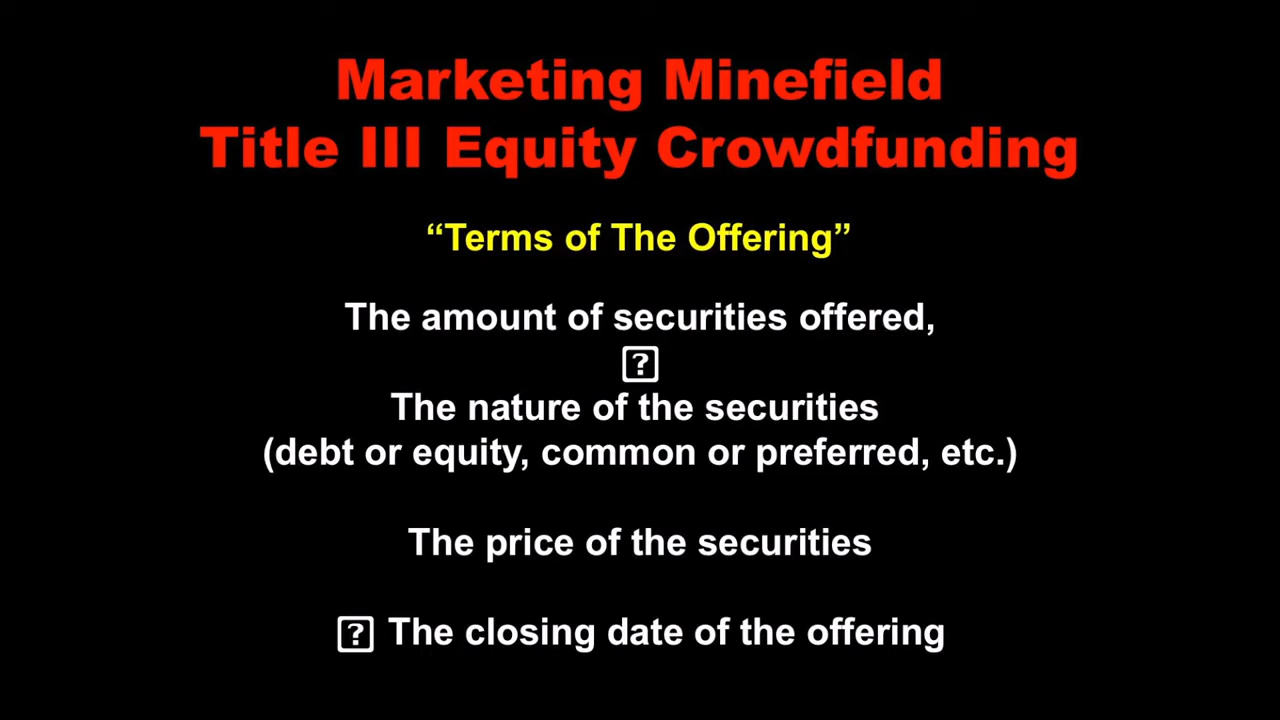 Marketing Minefield
Title III Equity Crowdfunding
“Terms of The Offering”
The amount of securities offered,
⍰
The nature of the securities
(debt or equity, common or preferred, etc.)
The price of the securities
⍰ The closing date of the offering